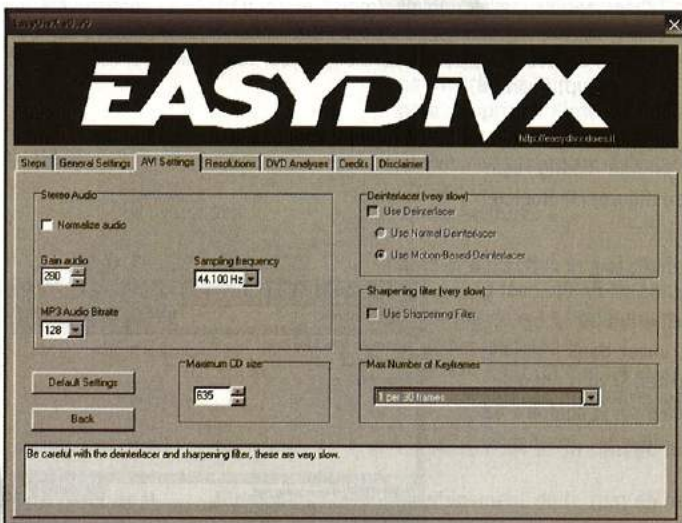 EasyDivX v0.90
EASYDIVX
Steps General Settings AVI Settings Resolutions DVD Analyses Credits Disclaimer
Stereo Audio
Normalize audio
Gain audio
280
Sampling frequency
44.100 Hz
MP3 Audio Bitrate
128
Default Settings
Back
Maximum CD size
635
Deinterlacer (very slow)
Use Deinterlacer
Use Normal Deinterlacer
Use Motion-Based Deinterlacer
Sharpening filter (very slow)
Use Sharpening Filter
Max Number of Keyframes
1 per 30 frames
Be careful with the deinterlacer and sharpening filter, these are very slow.